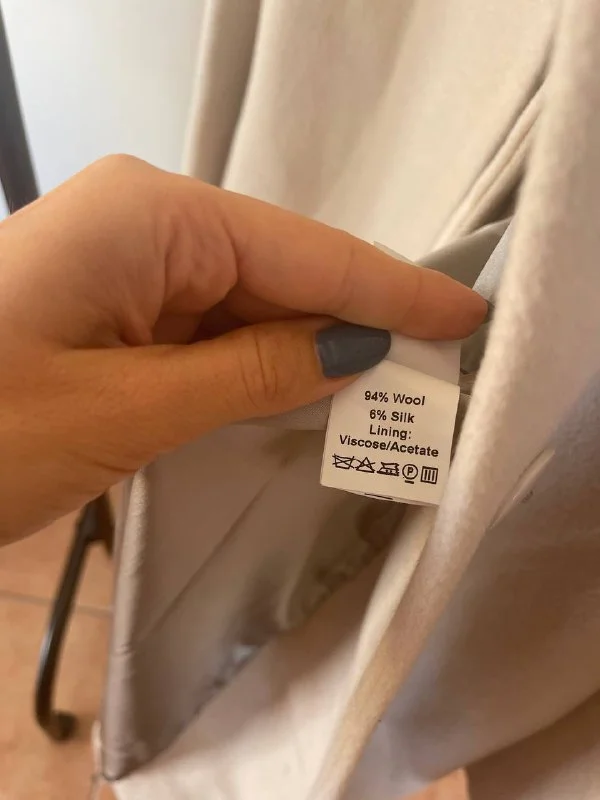 94% Wool
6% Silk
Lining:
Viscose/Acetate
P